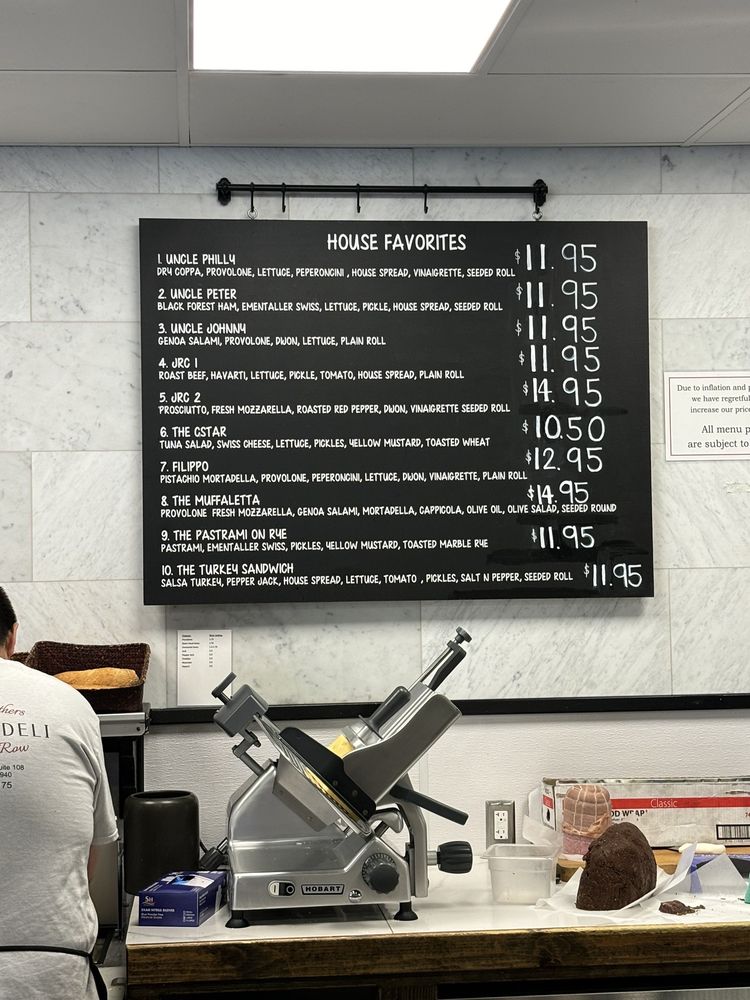 HOUSE FAVORITES
1. UNCLE PHILLY $11.95
DRY COPPA, PROVOLONE, LETTUCE, PEPERONCINI , HOUSE SPREAD, VINAIGRETTE, SEEDED ROLL
2. UNCLE PETER $11.95
BLACK FOREST HAM, EMENTALLER SWISS, LETTUCE, PICKLE, HOUSE SPREAD, SEEDED ROLL
3. UNCLE JOHNNY $11.95
GENOA SALAMI, PROVOLONE, DIJON, LETTUCE, PLAIN ROLL
4. JRC 1 $11.95
ROAST BEEF, HAVARTI, LETTUCE, PICKLE, TOMATO, HOUSE SPREAD, PLAIN ROLL
5. JRC 2 $14.95
PROSCIUTTO, FRESH MOZZARELLA, ROASTED RED PEPPER, DIJON, VINAIGRETTE SEEDED ROLL
6. THE GSTAR $10.50
TUNA SALAD, SWISS CHEESE, LETTUCE, PICKLES, YELLOW MUSTARD, TOASTED WHEAT
7. FILIPPO $12.95
PISTACHIO MORTADELLA, PROVOLONE, PEPERONCINI, LETTUCE, DIJON, VINAIGRETTE, PLAIN ROLL
8. THE MUFFALETTA $14.95
PROVOLONE FRESH MOZZARELLA, GENOA SALAMI, MORTADELLA, CAPPICOLA, OLIVE OIL, OLIVE SALAD, SEEDED ROUND
9. THE PASTRAMI ON RYE $11.95
PASTRAMI, EMENTALLER SWISS, PICKLES, YELLOW MUSTARD, TOASTED MARBLE RYE
10. THE TURKEY SANDWICH $11.95
SALSA TURKEY, PEPPER JACK, HOUSE SPREAD, LETTUCE, TOMATO , PICKLES, SALT N PEPPER, SEEDED ROLL
Due to inflation and
we have
increase our
All menu
are subject to
thers
DELI
Row
108
940
75
HOBART
Classic